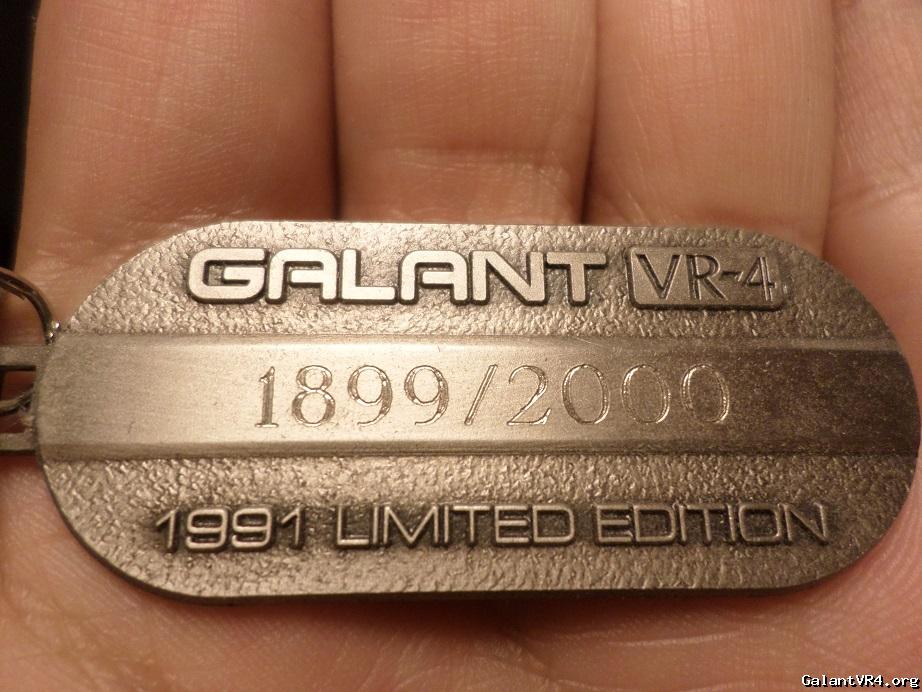 GALANT VR-4
1899/2000
1991 LIMITED EDITION
GalantVR4.org